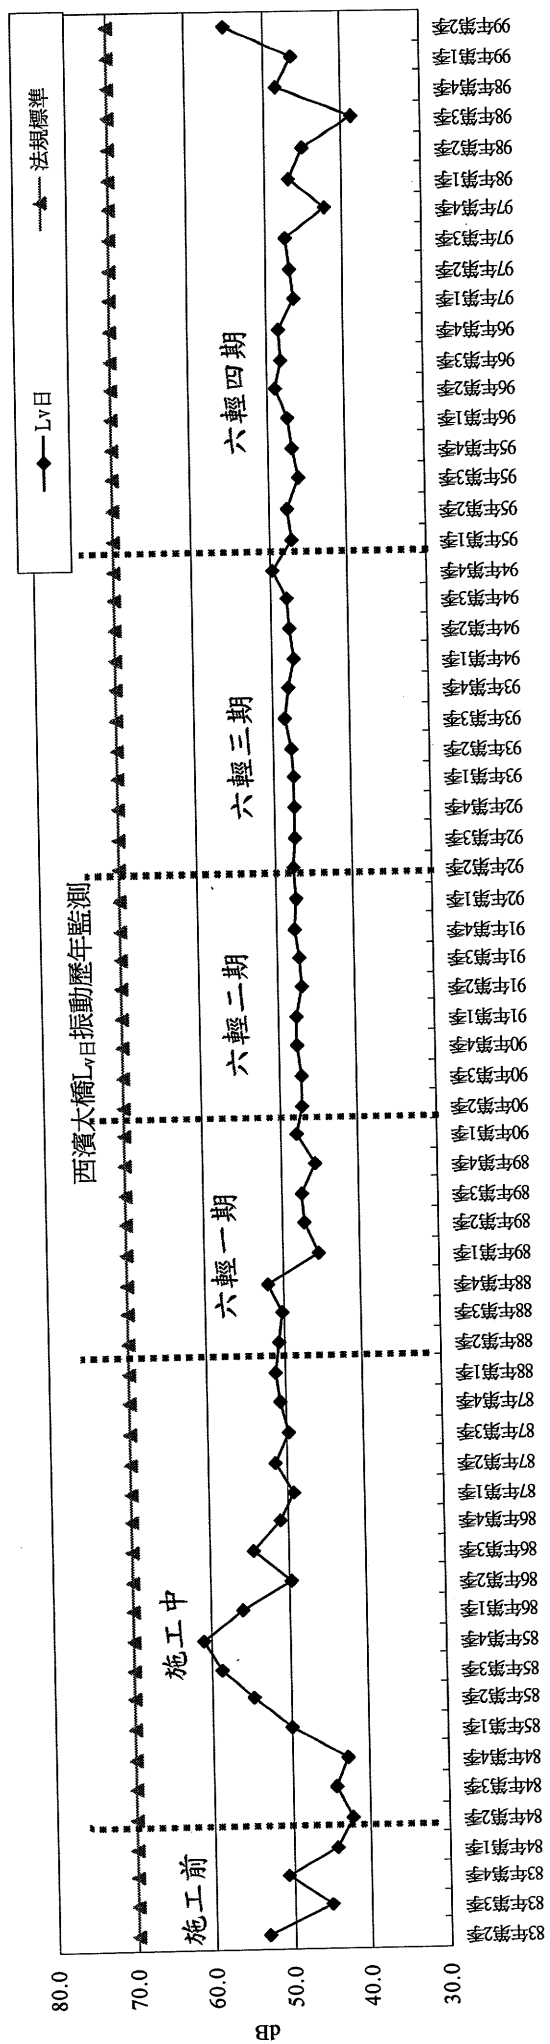 西濱大橋Lv日振動歷年監測
Lv日
法規標準
dB
80.0
70.0
60.0
50.0
40.0
30.0
施工前
施工中
六輕一期
六輕二期
六輕三期
六輕四期
83年第2季
83年第3季
83年第4季
84年第1季
84年第2季
84年第3季
84年第4季
85年第1季
85年第2季
85年第3季
85年第4季
86年第1季
86年第2季
86年第3季
86年第4季
87年第1季
87年第2季
87年第3季
87年第4季
88年第1季
88年第2季
88年第3季
88年第4季
89年第1季
89年第2季
89年第3季
89年第4季
90年第1季
90年第2季
90年第3季
90年第4季
91年第1季
91年第2季
91年第3季
91年第4季
92年第1季
92年第2季
92年第3季
92年第4季
93年第1季
93年第2季
93年第3季
93年第4季
94年第1季
94年第2季
94年第3季
94年第4季
95年第1季
95年第2季
95年第3季
95年第4季
96年第1季
96年第2季
96年第3季
96年第4季
97年第1季
97年第2季
97年第3季
97年第4季
98年第1季
98年第2季
98年第3季
98年第4季
99年第1季
99年第2季